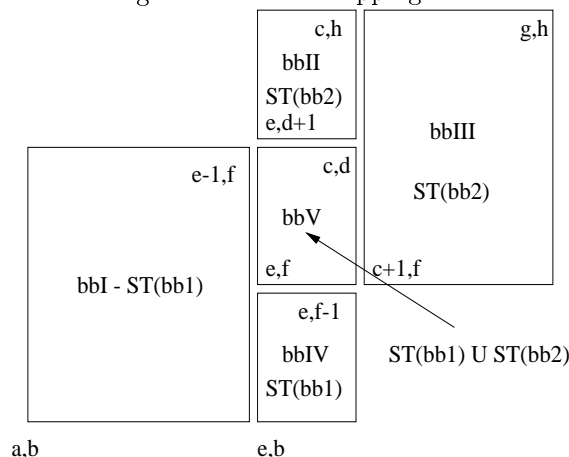 c,h
bbII
ST(bb2)
e,d+1
g,h
bbIII
ST(bb2)
c+1,f
e-1,f
bbI - ST(bb1)
c,d
bbV
e,f
e,f-1
bbIV
ST(bb1)
ST(bb1) U ST(bb2)
a,b
e,b